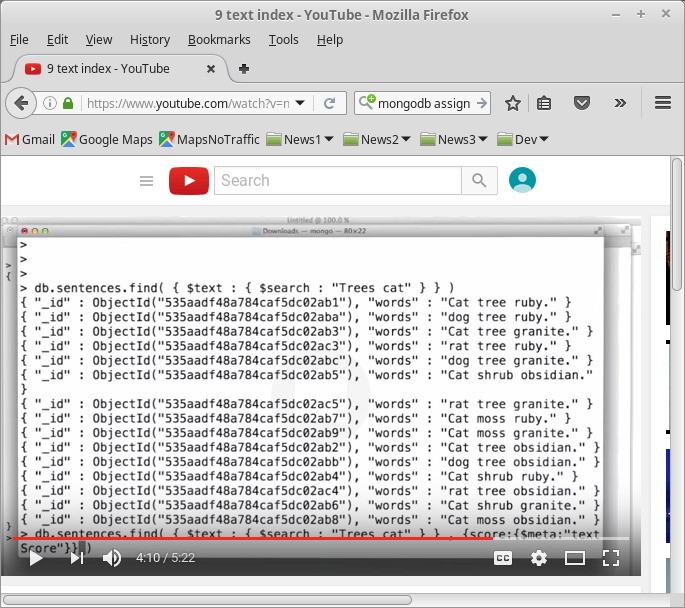 9 text index - YouTube - Mozilla Firefox
File Edit View History Bookmarks Tools Help
9 text index - YouTube
https://www.youtube.com/watch?v=n
mongodb assign
Gmail Google Maps MapsNoTraffic News1 News2 News3 Dev
Search
Untitled @ 100.0 %
Downloads — mongo — 80×22
>
>
>
> db.sentences.find( { $text : { $search : "Trees cat" } } )
{ "_id" : ObjectId("535aadf48a784caf5dc02ab1"), "words" : "Cat tree ruby." }
{ "_id" : ObjectId("535aadf48a784caf5dc02aba"), "words" : "dog tree ruby." }
{ "_id" : ObjectId("535aadf48a784caf5dc02ab3"), "words" : "Cat tree granite." }
{ "_id" : ObjectId("535aadf48a784caf5dc02ac3"), "words" : "rat tree ruby." }
{ "_id" : ObjectId("535aadf48a784caf5dc02abc"), "words" : "dog tree granite." }
{ "_id" : ObjectId("535aadf48a784caf5dc02ab5"), "words" : "Cat shrub obsidian."
}
{ "_id" : ObjectId("535aadf48a784caf5dc02ac5"), "words" : "rat tree granite." }
{ "_id" : ObjectId("535aadf48a784caf5dc02ab7"), "words" : "Cat moss ruby." }
{ "_id" : ObjectId("535aadf48a784caf5dc02ab9"), "words" : "Cat moss granite." }
{ "_id" : ObjectId("535aadf48a784caf5dc02ab2"), "words" : "Cat tree obsidian." }
{ "_id" : ObjectId("535aadf48a784caf5dc02abb"), "words" : "dog tree obsidian." }
{ "_id" : ObjectId("535aadf48a784caf5dc02ab4"), "words" : "Cat shrub ruby." }
{ "_id" : ObjectId("535aadf48a784caf5dc02ac4"), "words" : "rat tree obsidian." }
{ "_id" : ObjectId("535aadf48a784caf5dc02ab6"), "words" : "Cat shrub granite." }
{ "_id" : ObjectId("535aadf48a784caf5dc02ab8"), "words" : "Cat moss obsidian." }
> db.sentences.find( { $text : { $search : "Trees cat" } } , {score:{$meta:"text
Score"}} )
4:10 / 5:22
CC